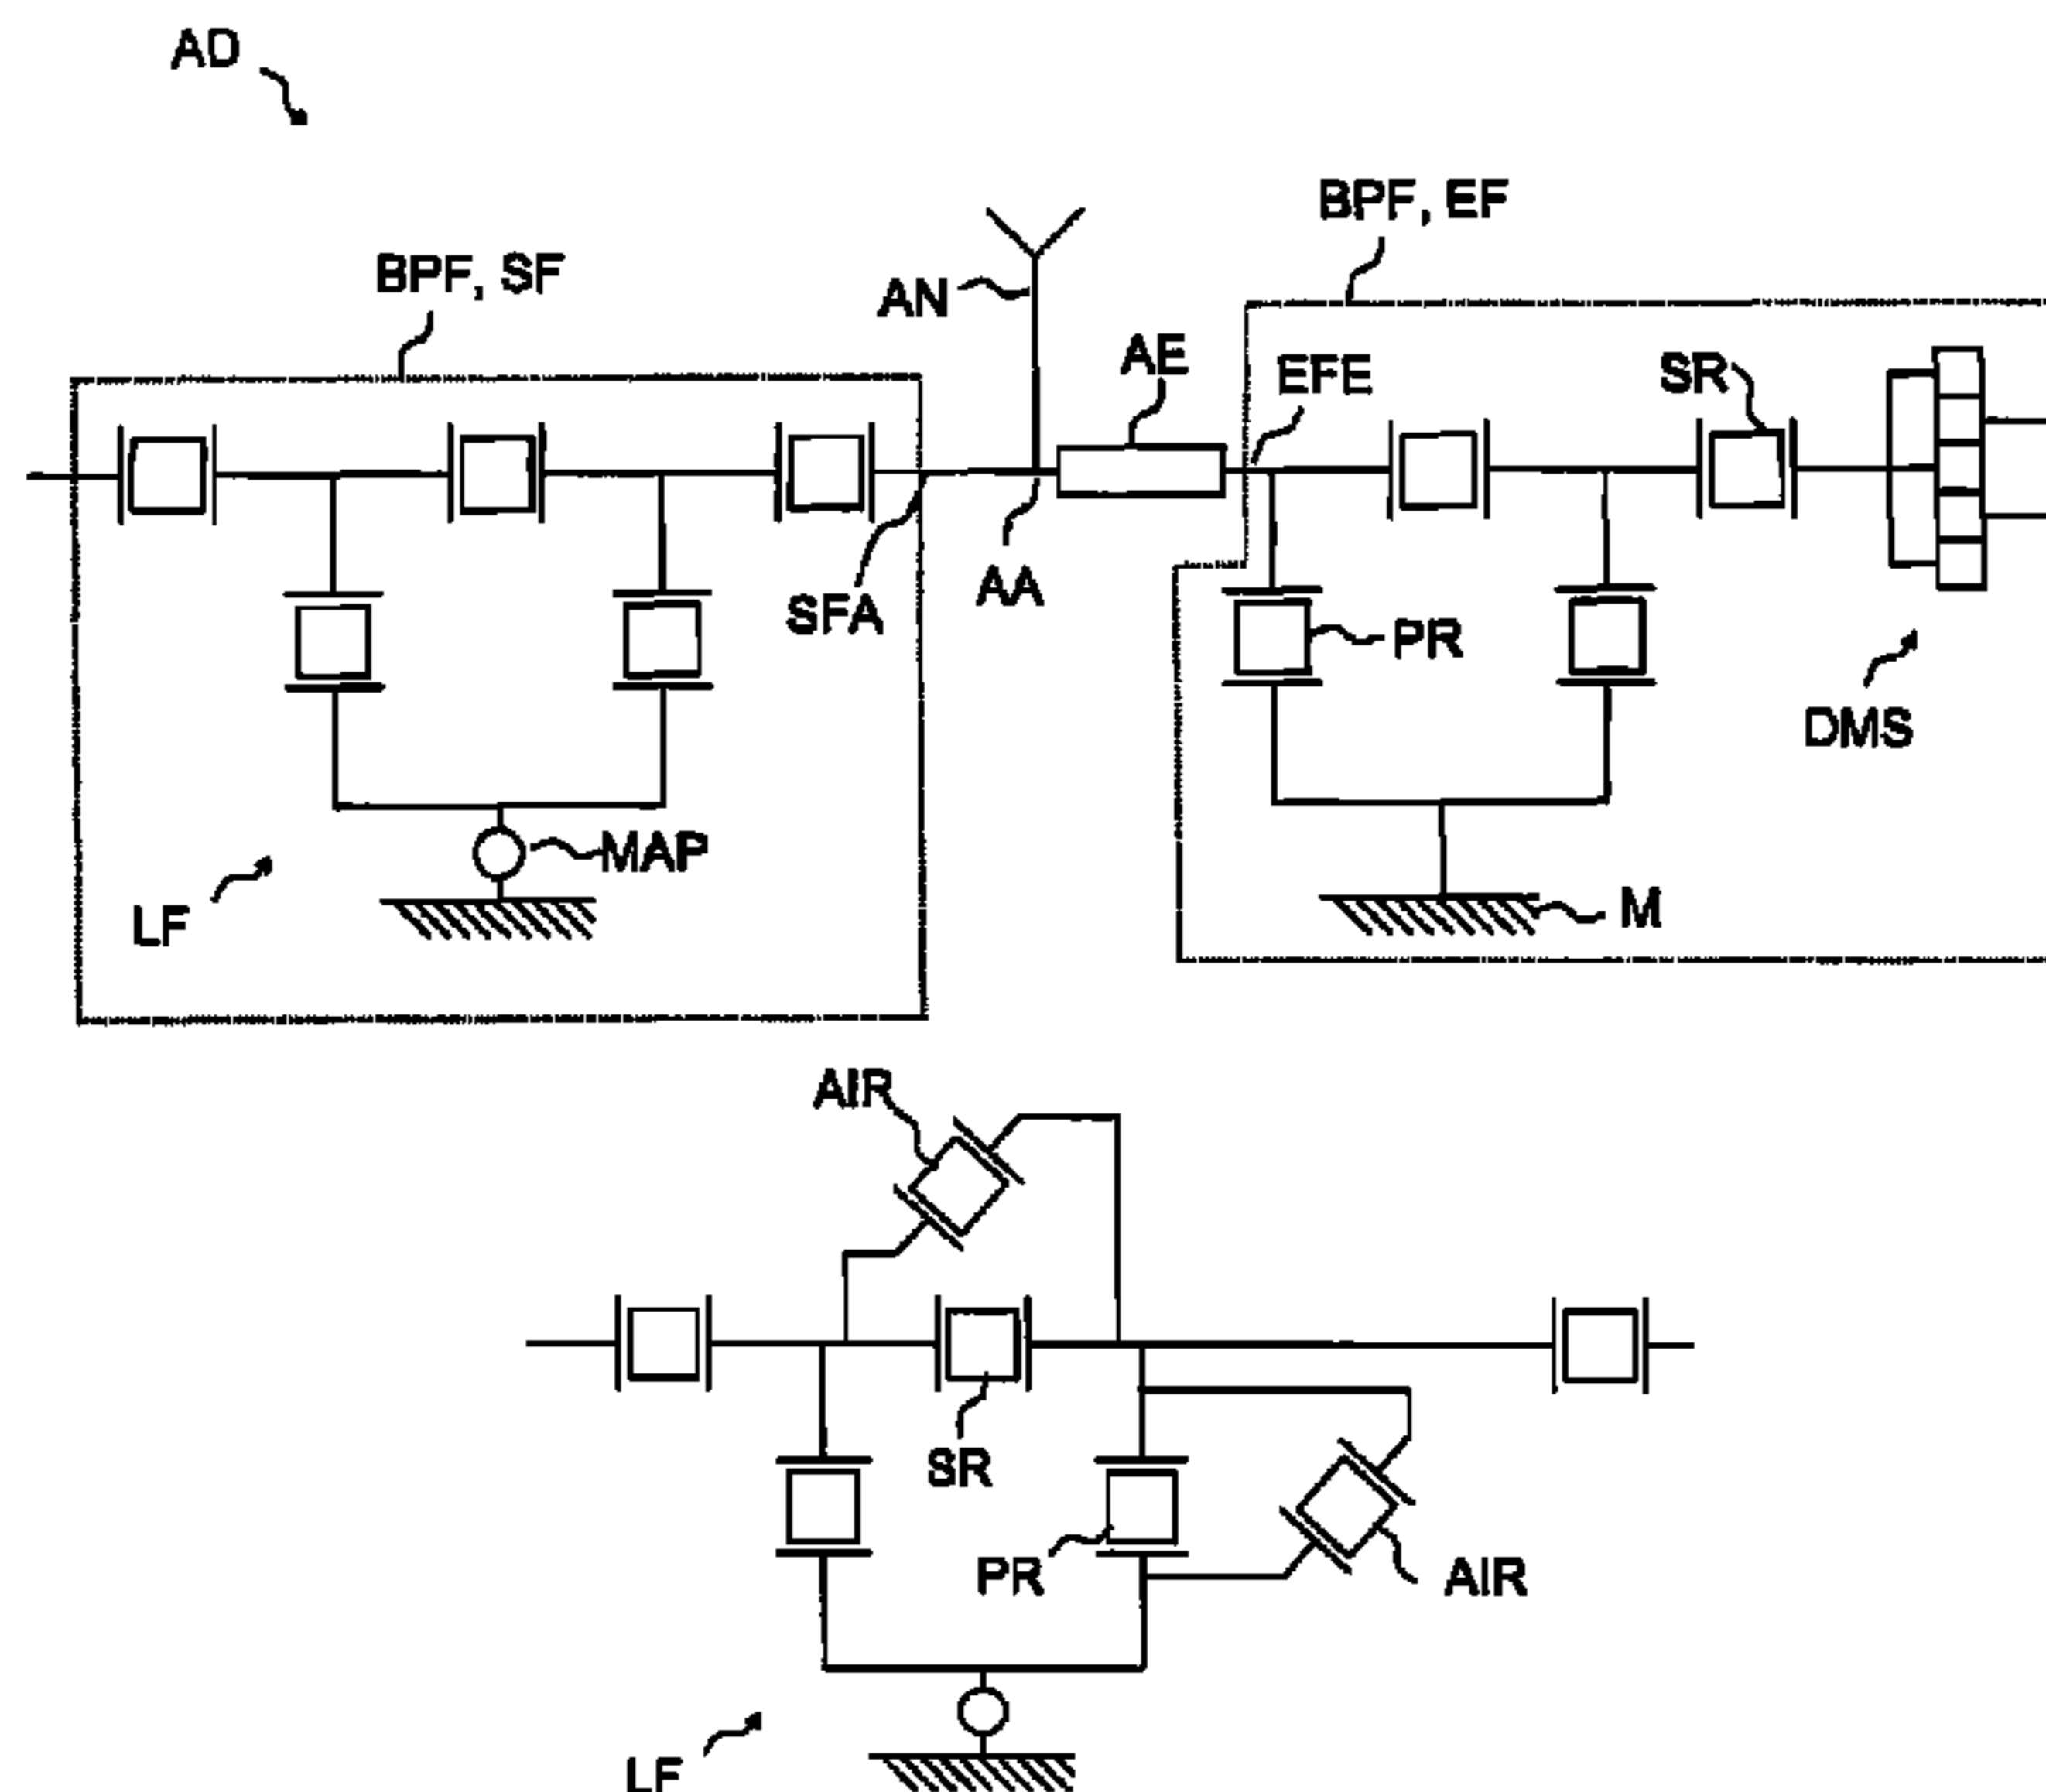 AD
BPF, SF
AN
BPF, EF
AE
EFE
SR
SFA
AA
PR
DMS
MAP
LF
M
AIR
SR
PR
AIR
LF